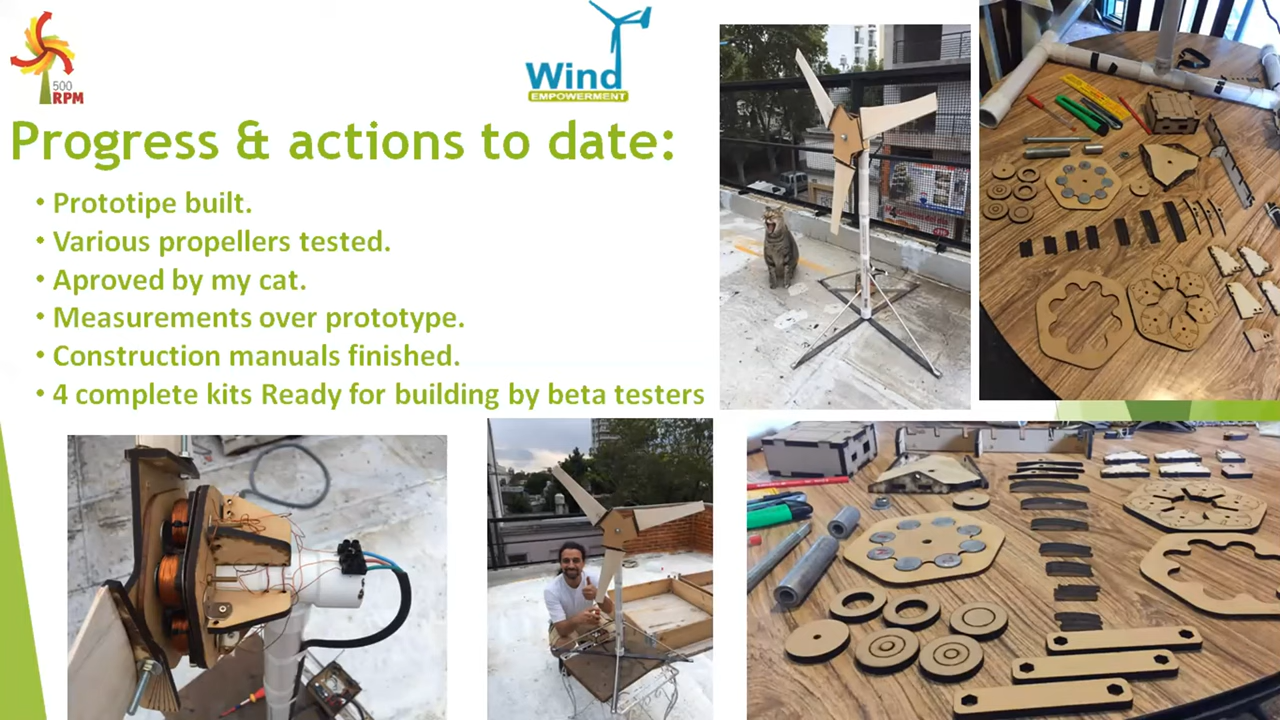 500
RPM
Wind
EMPOWERMENT
Progress & actions to date:
• Prototipe built.
• Various propellers tested.
• Aproved by my cat.
• Measurements over prototype.
• Construction manuals finished.
• 4 complete kits Ready for building by beta testers